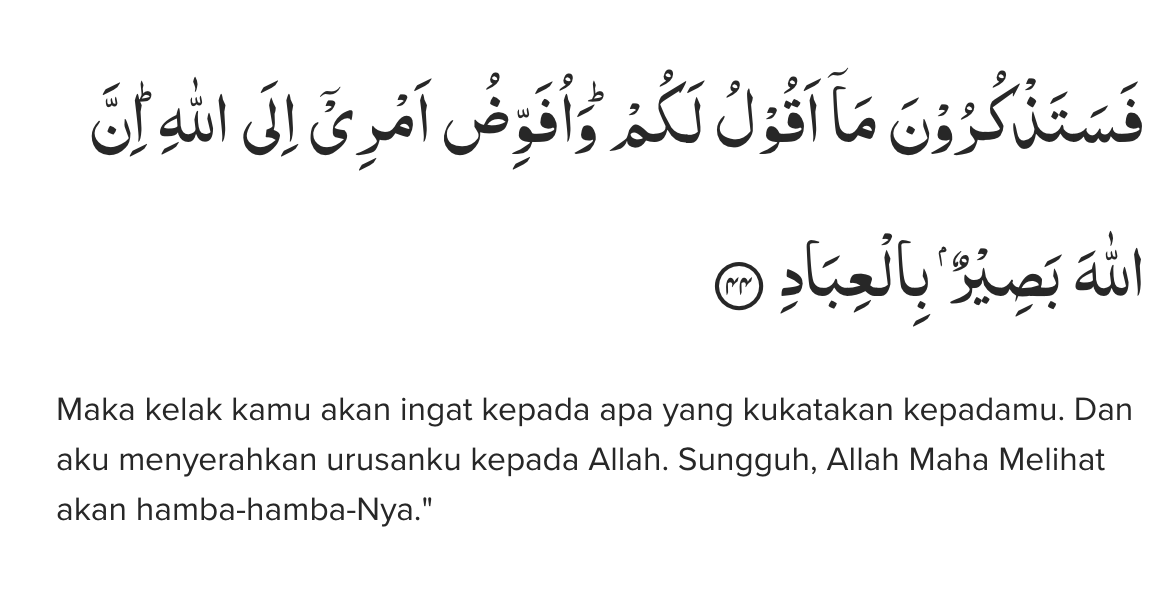 فَسَتَذْكُرُوْنَ مَآ اَقُوْلُ لَكُمْۗ وَاُفَوِّضُ اَمْرِيْٓ اِلَى اللّٰهِ ۗاِنَّ
اللّٰهَ بَصِيْرٌ ۢبِالْعِبَادِ ٤٤
Maka kelak kamu akan ingat kepada apa yang kukatakan kepadamu. Dan
aku menyerahkan urusanku kepada Allah. Sungguh, Allah Maha Melihat
akan hamba-hamba-Nya."